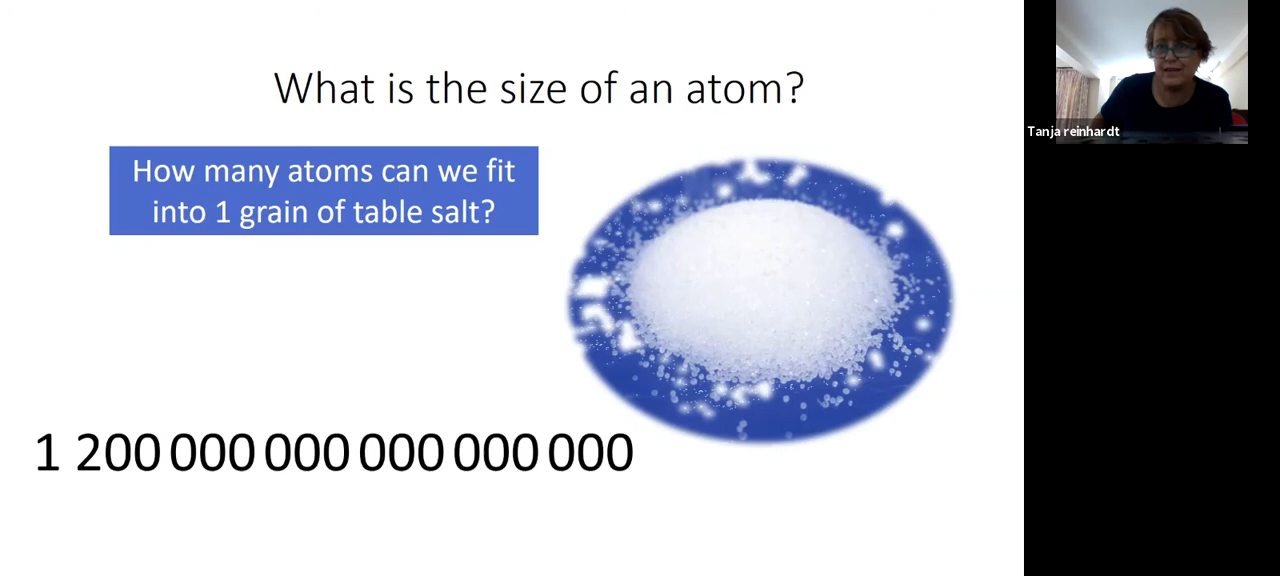 What is the size of an atom?
How many atoms can we fit
into 1 grain of table salt?
1 200 000 000 000 000 000
Tanja reinhardt